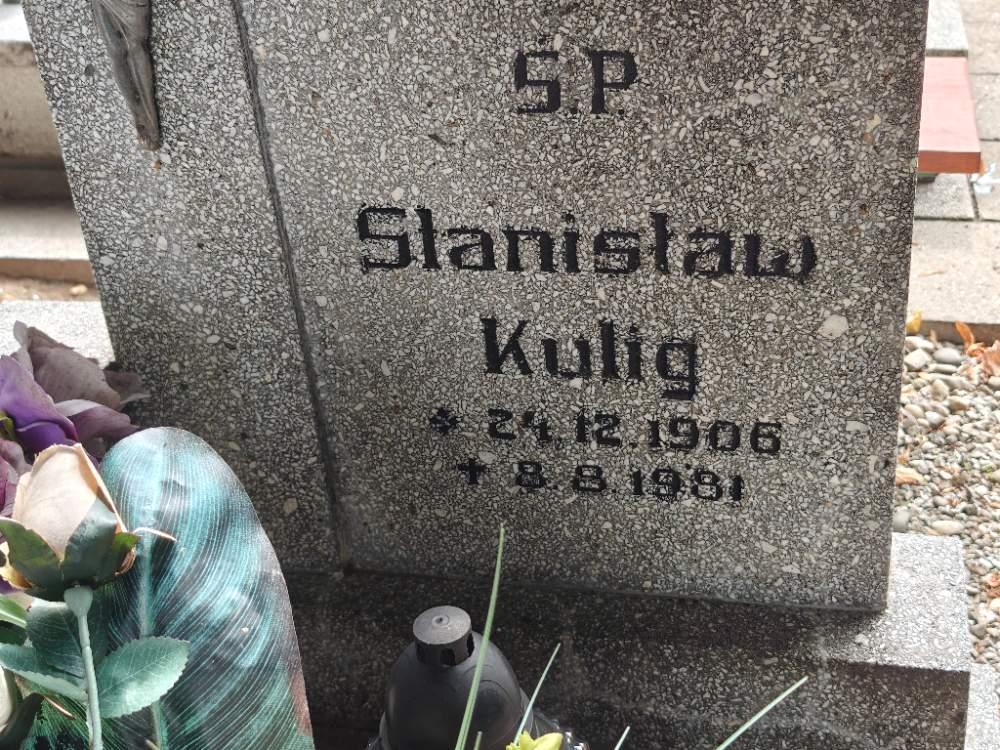 Ś.P.
Stanisław
Kulig
* 24.12.1906
† 8.8.1981